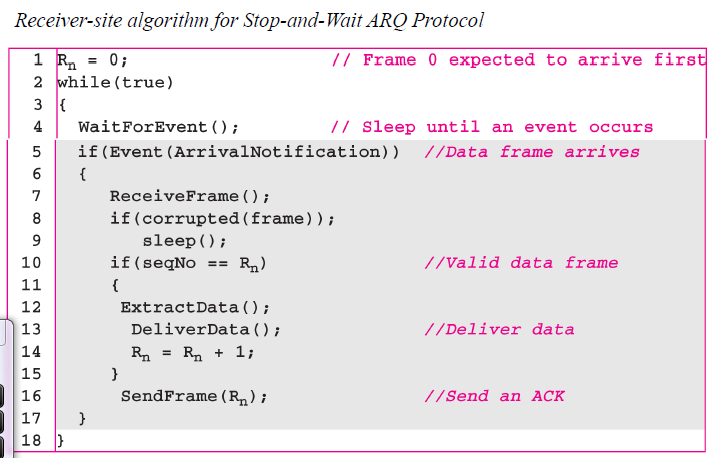 Receiver-site algorithm for Stop-and-Wait ARQ Protocol
1 Rn = 0; // Frame 0 expected to arrive first
2 while(true)
3 {
4 WaitForEvent(); // Sleep until an event occurs
5 if(Event(ArrivalNotification)) //Data frame arrives
6 {
7 ReceiveFrame();
8 if(corrupted(frame));
9 sleep();
10 if(seqNo == Rn) //Valid data frame
11 {
12 ExtractData();
13 DeliverData(); //Deliver data
14 Rn = Rn + 1;
15 }
16 SendFrame(Rn); //Send an ACK
17 }
18 }